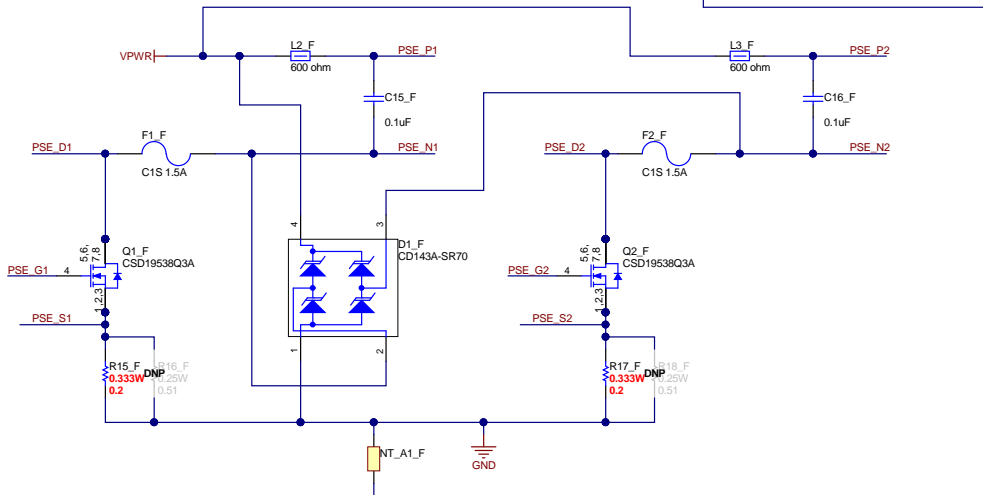 L2_F
PSE_P1
L3_F
PSE_P2
VPWR
600 ohm
600 ohm
C15_F
C16_F
0.1uF
0.1uF
PSE_D1
F1_F
PSE_N1
PSE_D2
F2_F
PSE_N2
C1S 1.5A
C1S 1.5A
4
3
5,6,
7,8
Q1_F
CSD19538Q3A
D1_F
CD143A-SR70
5,6,
7,8
Q2_F
CSD19538Q3A
PSE_G1
4
PSE_G2
4
1,2,3
1,2,3
PSE_S1
PSE_S2
1
2
R15_F
0.333W
0.2
DNP
R16_F
0.25W
0.51
R17_F
0.333W
0.2
DNP
R18_F
0.25W
0.51
NT_A1_F
GND